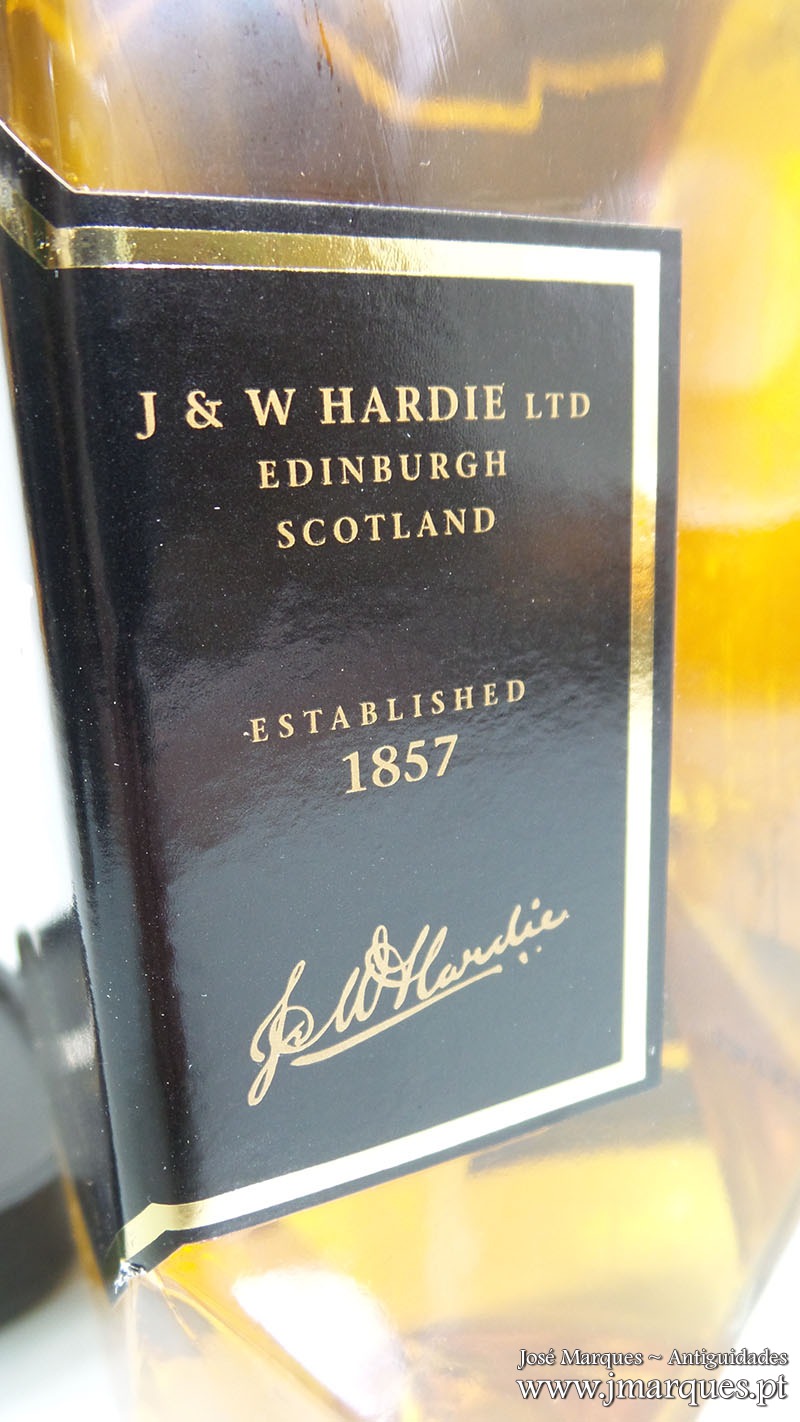 J & W HARDIE LTD
EDINBURGH
SCOTLAND
ESTABLISHED
1857
J & W Hardie
José Marques ~ Antiguidades
www.jmarques.pt